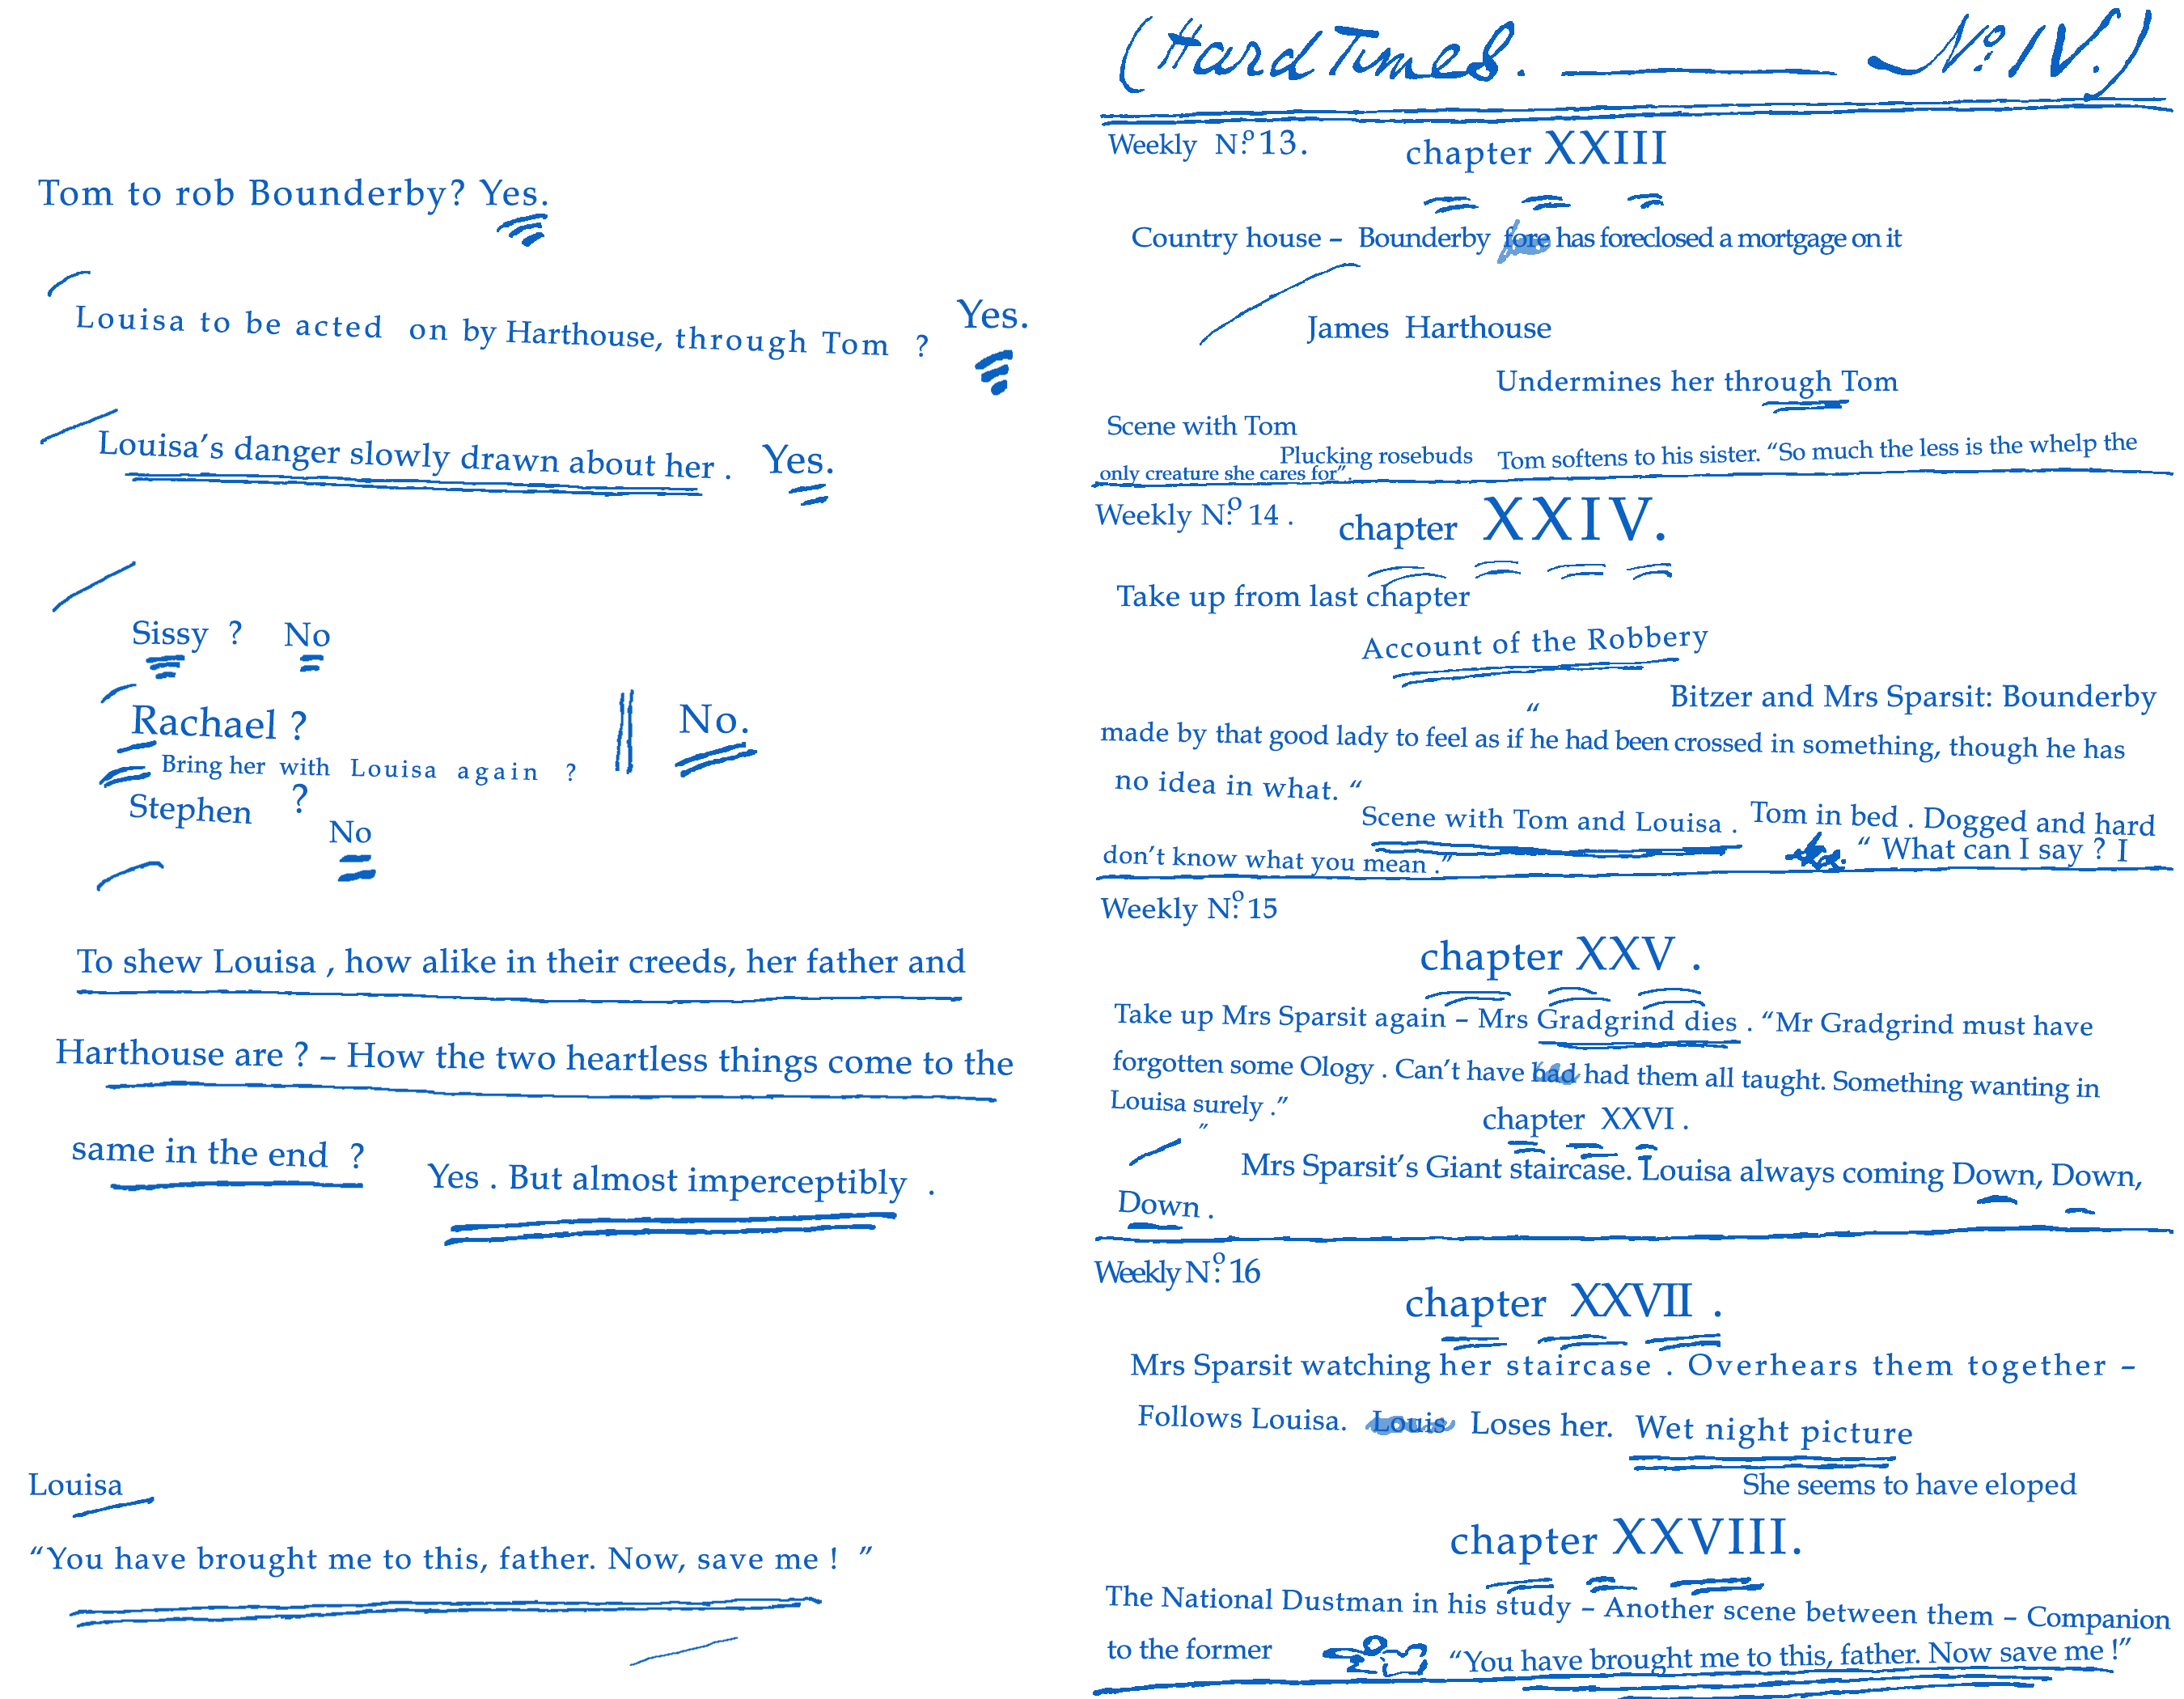 Tom to rob Bounderby? Yes.
Louisa to be acted on by Harthouse, through Tom ? Yes.
Louisa's danger slowly drawn about her . Yes.
Sissy ? No
Rachael ?
Bring her with Louisa again ? No.
Stephen ?
No
To shew Louisa , how alike in their creeds, her father and
Harthouse are ? – How the two heartless things come to the
same in the end ? Yes . But almost imperceptibly .
Louisa
“You have brought me to this, father. Now, save me ! ”
(Hard Times. Nº. IV.)
Weekly Nº. 13.
chapter XXIII
Country house – Bounderby fore has foreclosed a mortgage on it
James Harthouse
Undermines her through Tom
Scene with Tom
Plucking rosebuds Tom softens to his sister. “So much the less is the whelp the
only creature she cares for”.
Weekly Nº. 14 .
chapter XXIV.
Take up from last chapter
Account of the Robbery
Bitzer and Mrs Sparsit: Bounderby
“
made by that good lady to feel as if he had been crossed in something, though he has
no idea in what. “
Scene with Tom and Louisa . Tom in bed . Dogged and hard
“ What can I say ? I
don't know what you mean .”
Weekly Nº. 15
chapter XXV .
Take up Mrs Sparsit again – Mrs Gradgrind dies . “Mr Gradgrind must have
forgotten some Ology . Can't have had had them all taught. Something wanting in
Louisa surely .”
”
chapter XXVI .
Mrs Sparsit's Giant staircase. Louisa always coming Down, Down,
Down .
Weekly Nº. 16
chapter XXVII .
Mrs Sparsit watching her staircase . Overhears them together –
Follows Louisa. Louis Loses her. Wet night picture
She seems to have eloped
chapter XXVIII.
The National Dustman in his study – Another scene between them – Companion
to the former “You have brought me to this, father. Now save me !”